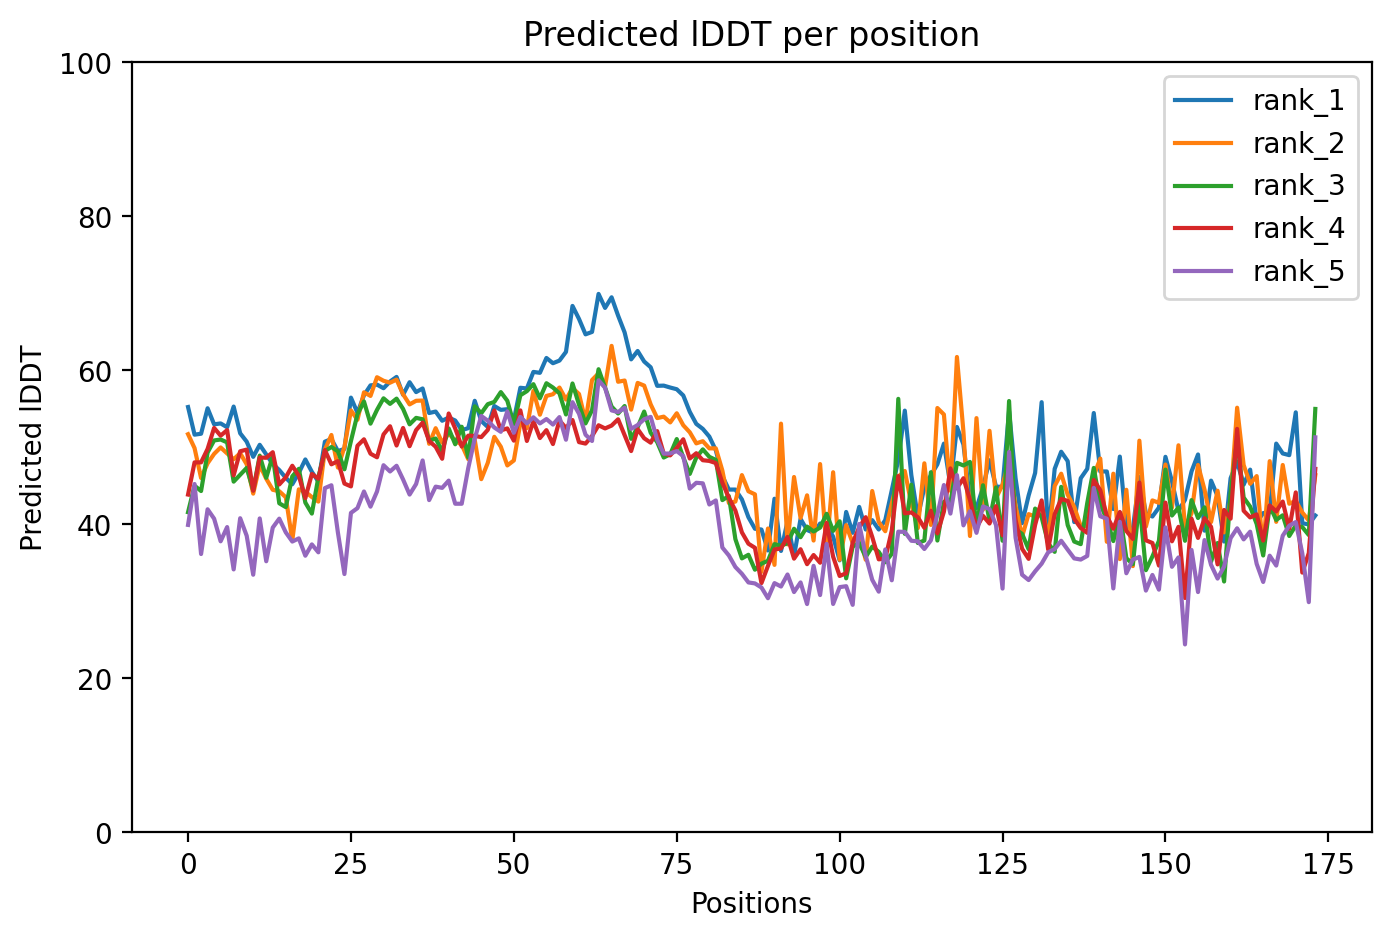 Predicted lDDT per position
100
80
60
40
20
0
Predicted lDDT
0 25 50 75 100 125 150 175
Positions
rank_1
rank_2
rank_3
rank_4
rank_5